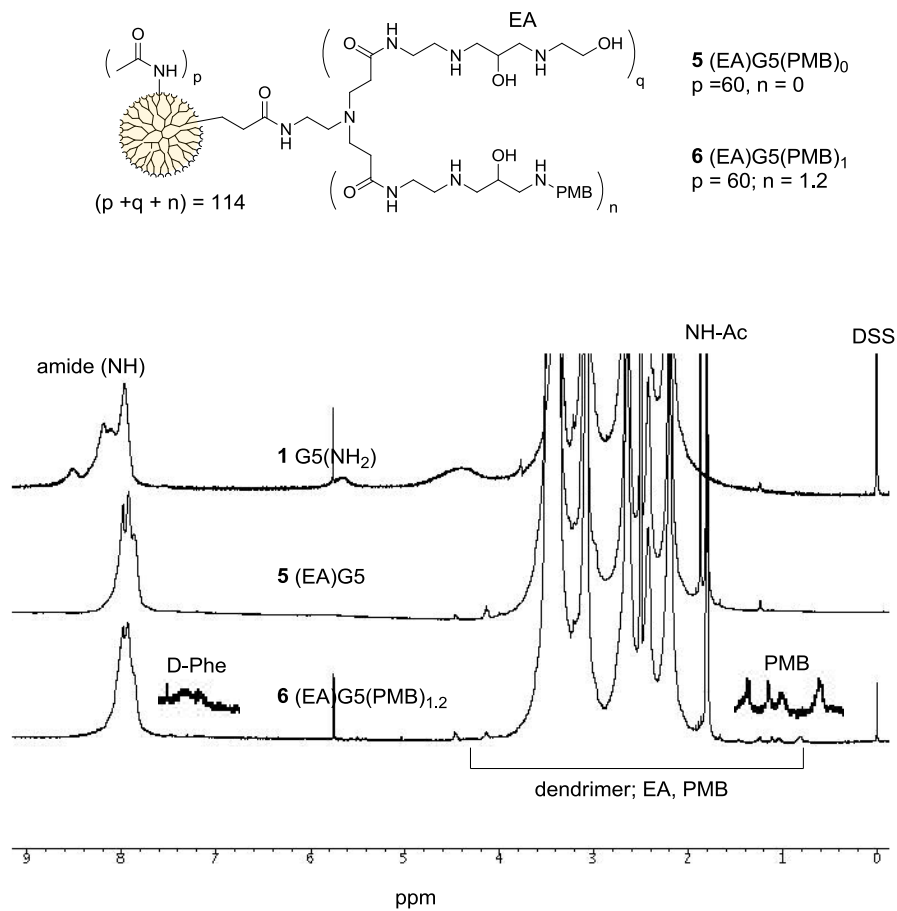 EA
O
NH
p
O
N
H
N
O
H
N
N
H
OH
N
H
OH
q
O
N
H
H
N
OH
N
H
PMB
n
(p +q + n) = 114
5 (EA)G5(PMB)0
p =60, n = 0
6 (EA)G5(PMB)1
p = 60; n = 1.2
NH-Ac
DSS
amide (NH)
1 G5(NH2)
5 (EA)G5
D-Phe
PMB
6 (EA)G5(PMB)1.2
dendrimer; EA, PMB
9 8 7 6 5 4 3 2 1 0
ppm